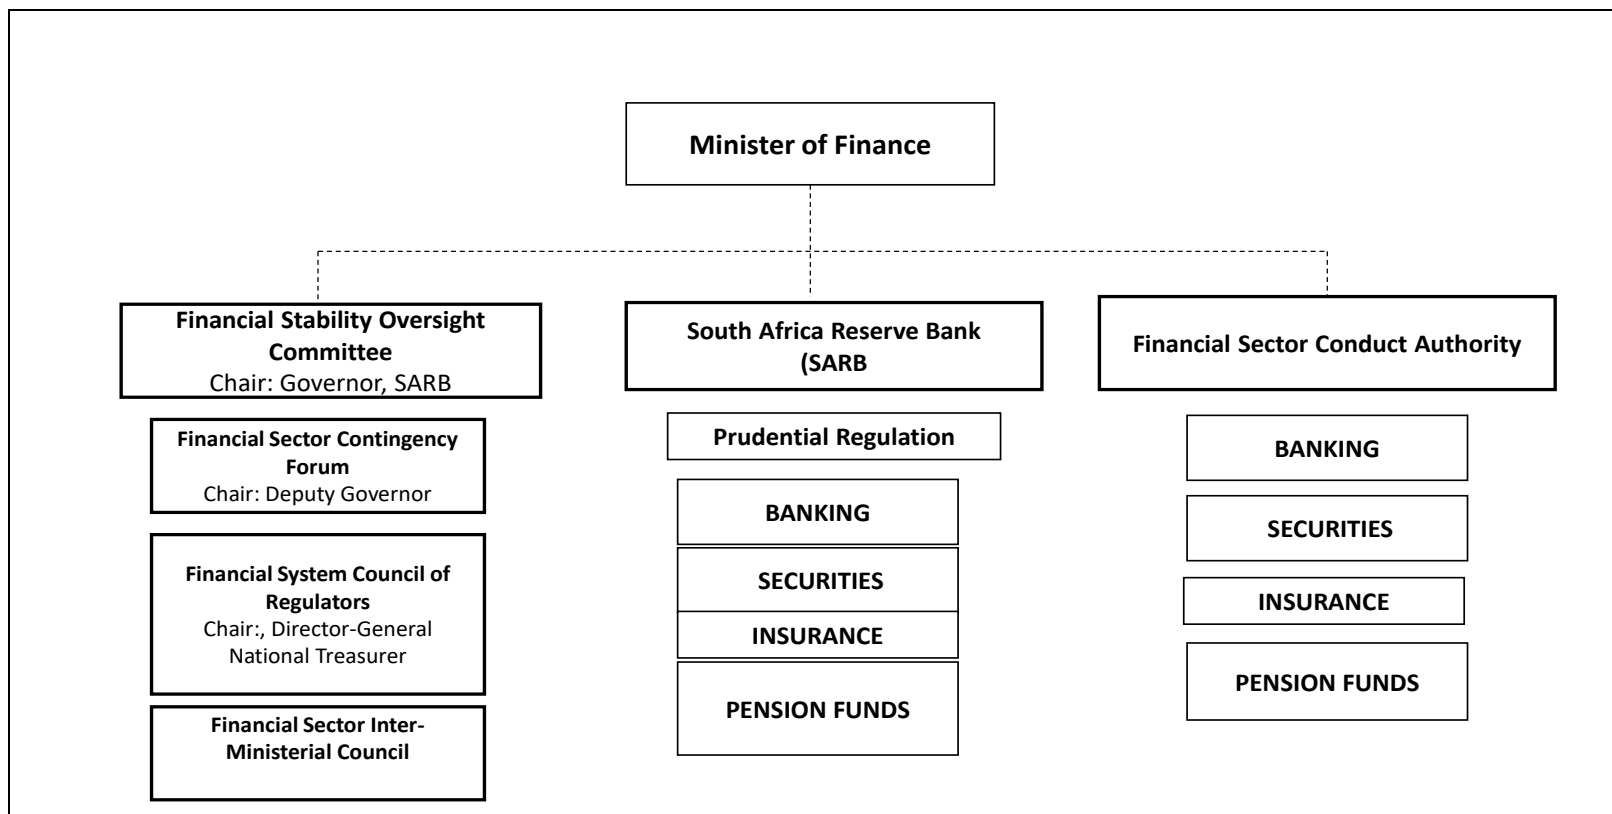 Minister of Finance
Financial Stability Oversight
Committee
Chair: Governor, SARB
Financial Sector Contingency
Forum
Chair: Deputy Governor
Financial System Council of
Regulators
Chair:, Director-General
National Treasurer
Financial Sector Inter-
Ministerial Council
South Africa Reserve Bank
(SARB
Prudential Regulation
BANKING
SECURITIES
INSURANCE
PENSION FUNDS
Financial Sector Conduct Authority
BANKING
SECURITIES
INSURANCE
PENSION FUNDS